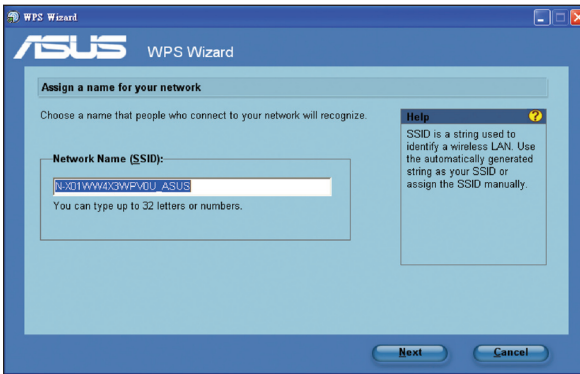 WPS Wizard
ASUS WPS Wizard
Assign a name for your network
Choose a name that people who connect to your network will recognize.
Network Name (SSID):
N-X01WW4X3WPV0U_ASUS
You can type up to 32 letters or numbers.
Help
SSID is a string used to
identify a wireless LAN. Use
the automatically generated
string as your SSID or
assign the SSID manually.
Next Cancel